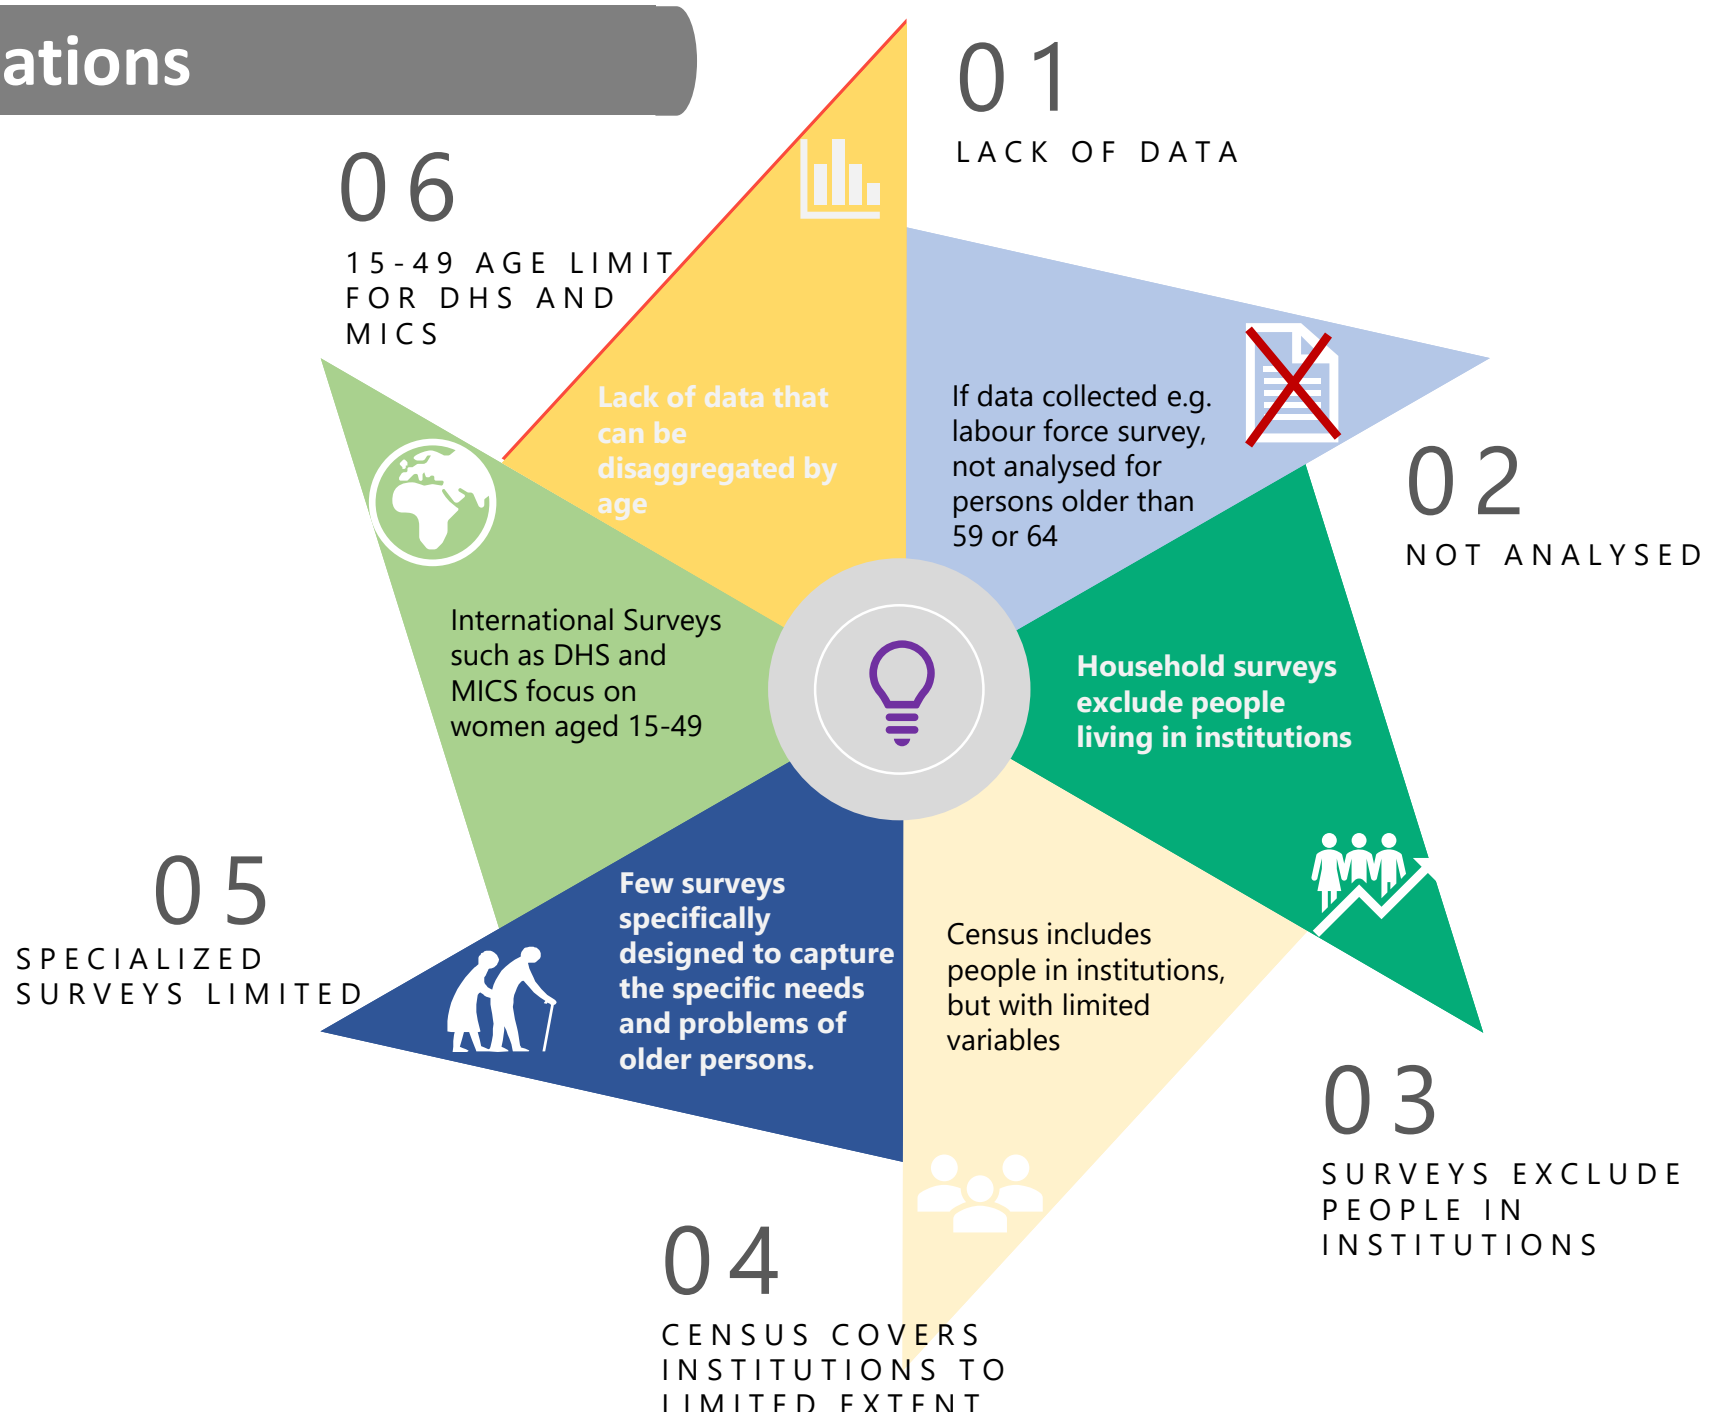 ations
01
LACK OF DATA
06
15-49 AGE LIMIT
FOR DHS AND
MICS
Lack of data that
can be
disaggregated by
age
If data collected e.g.
labour force survey,
not analysed for
persons older than
59 or 64
02
NOT ANALYSED
International Surveys
such as DHS and
MICS focus on
women aged 15-49
Household surveys
exclude people
living in institutions
05
SPECIALIZED
SURVEYS LIMITED
Few surveys
specifically
designed to capture
the specific needs
and problems of
older persons.
Census includes
people in institutions,
but with limited
variables
03
SURVEYS EXCLUDE
PEOPLE IN
INSTITUTIONS
04
CENSUS COVERS
INSTITUTIONS TO
LIMITED EXTENT